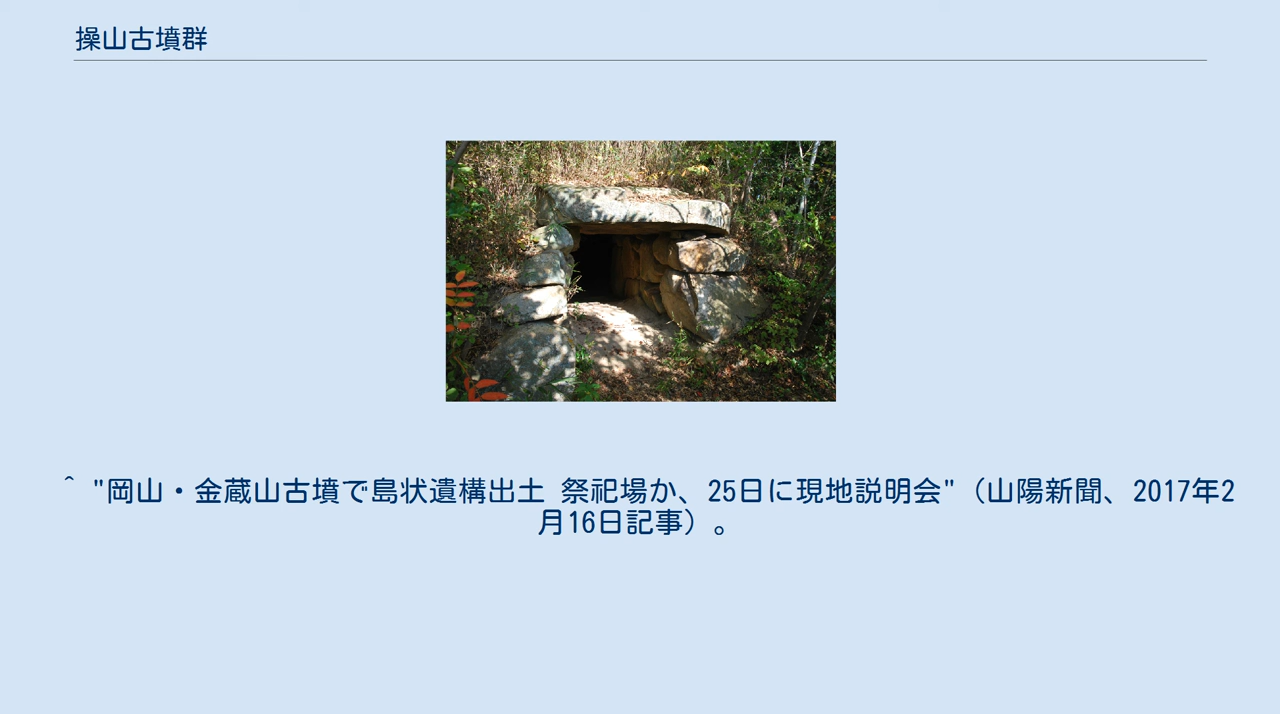 操山古墳群
^ "岡山・金蔵山古墳で島状遺構出土 祭祀場か、25日に現地説明会"（山陽新聞、2017年2
月16日記事）。